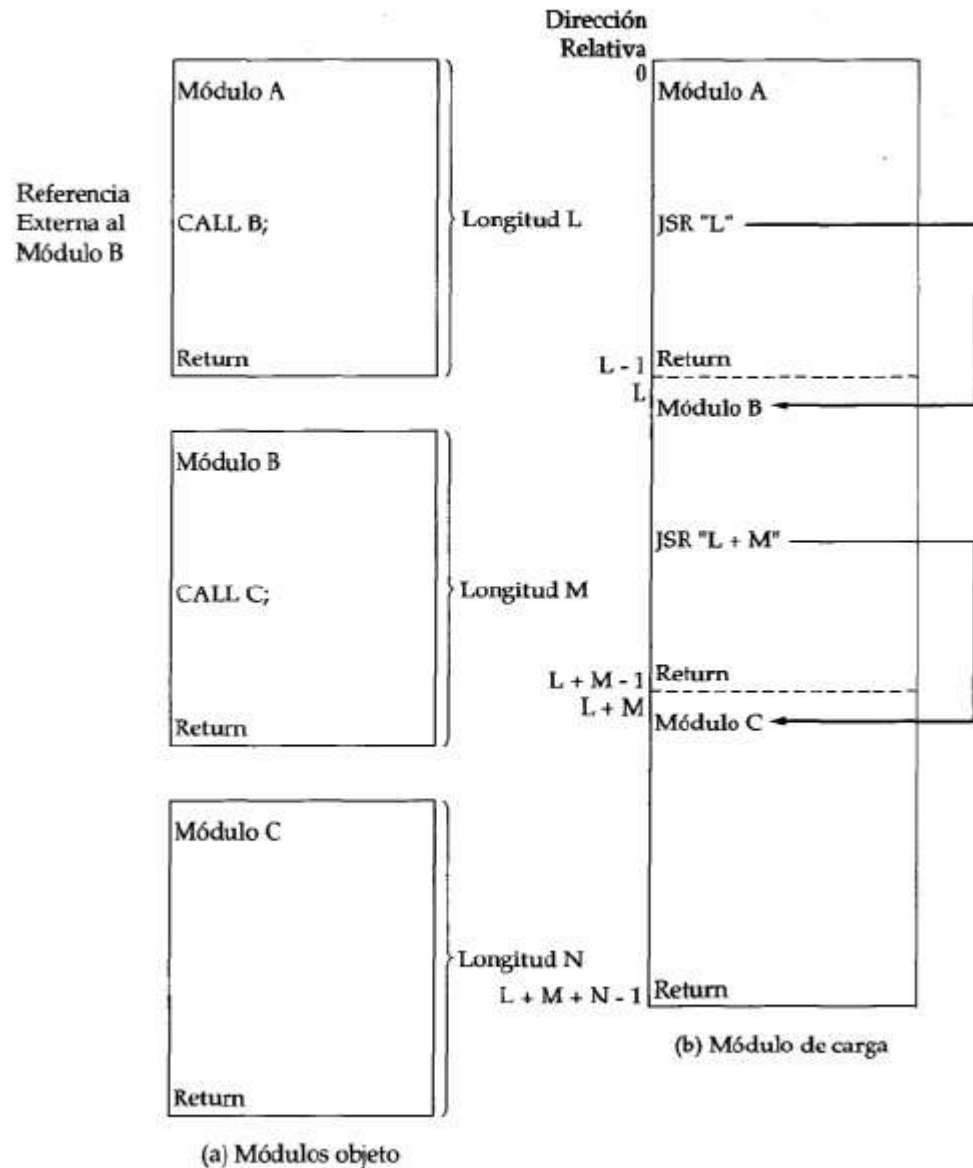 Referencia
Externa al
Módulo B
Módulo A
CALL B;
Return
Longitud L
Módulo B
CALL C;
Return
Longitud M
Módulo C
Return
Longitud N
(a) Módulos objeto
Dirección
Relativa
0
Módulo A
JSR "L"
L - 1
Return
L
Módulo B
JSR "L + M"
L + M - 1
Return
L + M
Módulo C
L + M + N - 1
Return
(b) Módulo de carga